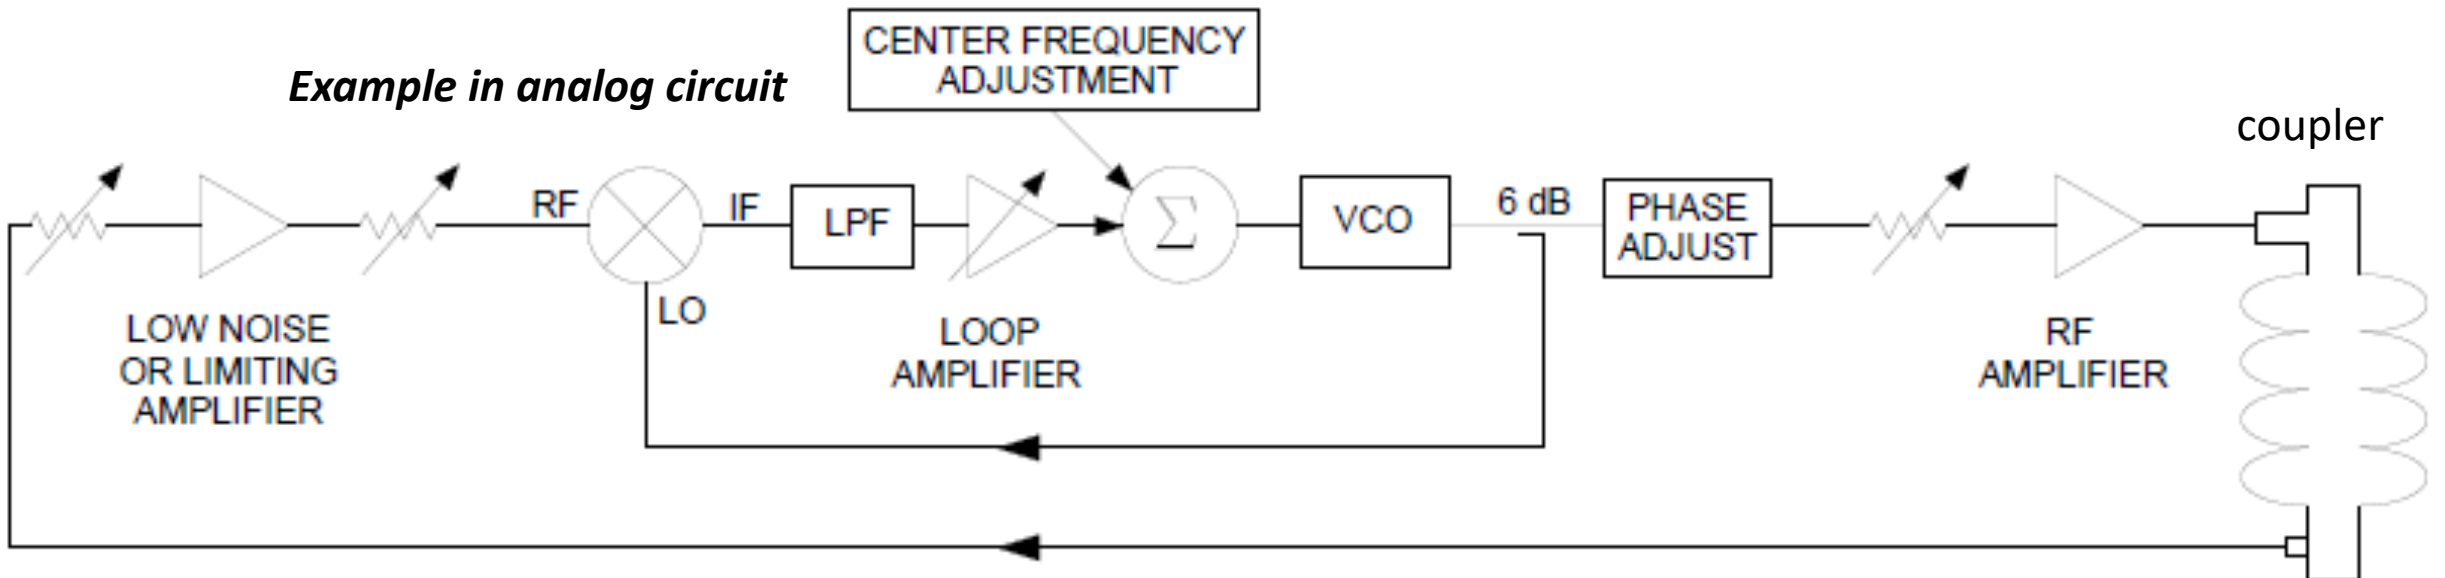 Example in analog circuit
CENTER FREQUENCY
ADJUSTMENT
coupler
RF
IF
LPF
Σ
VCO
6 dB
PHASE
ADJUST
LO
LOW NOISE
OR LIMITING
AMPLIFIER
LOOP
AMPLIFIER
RF
AMPLIFIER